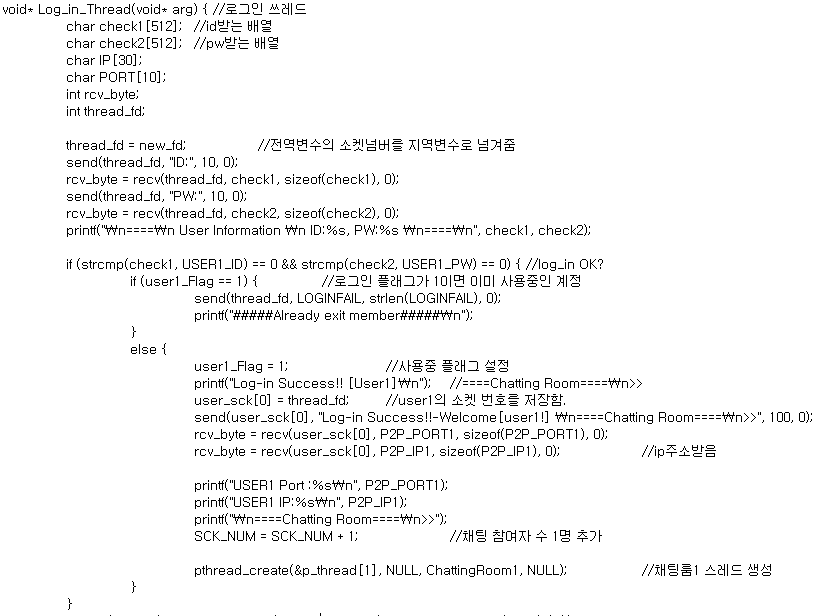 void* Log_in_Thread(void* arg) { //로그인 쓰레드
char check1[512]; //id받는 배열
char check2[512]; //pw받는 배열
char IP[30];
char PORT[10];
int rcv_byte;
int thread_fd;
thread_fd = new_fd; //전역변수의 소켓넘버를 지역변수로 넘겨줌
send(thread_fd, "ID:", 10, 0);
rcv_byte = recv(thread_fd, check1, sizeof(check1), 0);
send(thread_fd, "PW:", 10, 0);
rcv_byte = recv(thread_fd, check2, sizeof(check2), 0);
printf("₩n====₩n User Information ₩n ID:%s, PW:%s ₩n====₩n", check1, check2);
if (strcmp(check1, USER1_ID) == 0 && strcmp(check2, USER1_PW) == 0) { //log_in OK?
if (user1_Flag == 1) { //로그인 플래그가 1이면 이미 사용중인 계정
send(thread_fd, LOGINFAIL, strlen(LOGINFAIL), 0);
printf("#####Already exit member#####₩n");
}
else {
user1_Flag = 1; //사용중 플래그 설정
printf("Log-in Success!! [User1]₩n"); //====Chatting Room====₩n>>
user_sck[0] = thread_fd; //user1의 소켓 번호를 저장함.
send(user_sck[0], "Log-in Success!!-Welcome[user1!] ₩n====Chatting Room====₩n>>", 100, 0);
rcv_byte = recv(user_sck[0], P2P_PORT1, sizeof(P2P_PORT1), 0);
rcv_byte = recv(user_sck[0], P2P_IP1, sizeof(P2P_IP1), 0); //ip주소받음
printf("USER1 Port :%s₩n", P2P_PORT1);
printf("USER1 IP:%s₩n", P2P_IP1);
printf("₩n====Chatting Room====₩n>>");
SCK_NUM = SCK_NUM + 1; //채팅 참여자 수 1명 추가
pthread_create(&p_thread[1], NULL, ChattingRoom1, NULL); //채팅룸1 스레드 생성
}
}